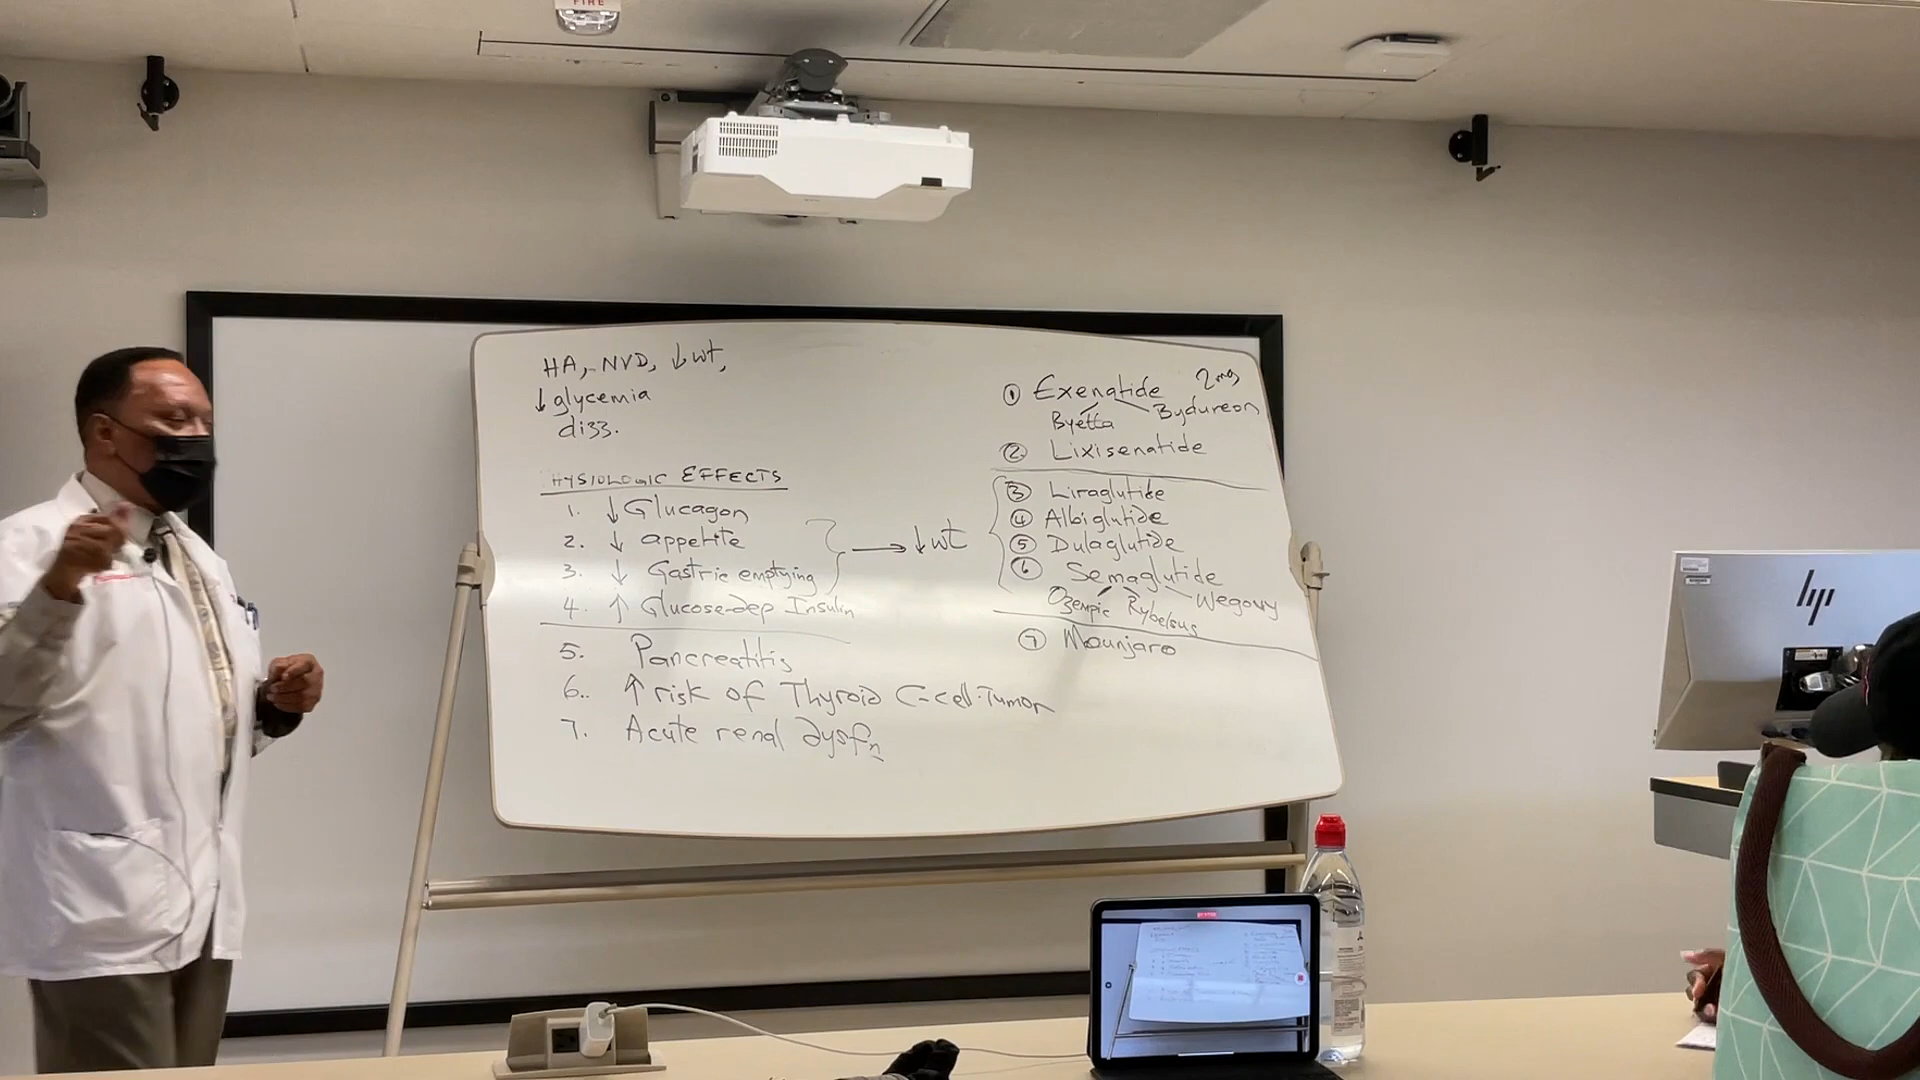 FIRE
HA, NVD, ↓ wt,
↓ glycemia
dizz.
HYSIOLOGIC EFFECTS
1. ↓ Glucagon
2. ↓ appetite
3. ↓ Gastric emptying
4. ↑ Glucose-dep Insulin
→ ↓ wt
5. Pancreatitis
6. ↑ risk of Thyroid C-cell Tumor
7. Acute renal dysfn
① Exenatide 2mg
Byetta Bydureon
② Lixisenatide
③ Liraglutide
④ Albiglutide
⑤ Dulaglutide
⑥ Semaglutide
Ozempic Rybelsus Wegovy
⑦ Mounjaro
hp